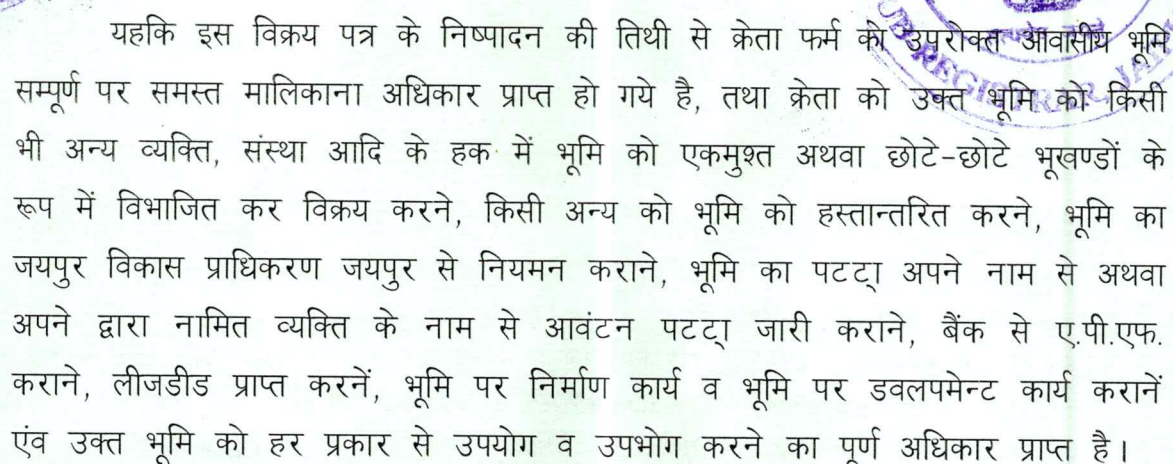 यहकि इस विक्रय पत्र के निष्पादन की तिथी से क्रेता फर्म को उपरोक्त आवासीय भूमि
सम्पूर्ण पर समस्त मालिकाना अधिकार प्राप्त हो गये है, तथा क्रेता को उक्त भूमि को किसी
भी अन्य व्यक्ति, संस्था आदि के हक में भूमि को एकमुश्त अथवा छोटे-छोटे भूखण्डों के
रूप में विभाजित कर विक्रय करने, किसी अन्य को भूमि को हस्तान्तरित करने, भूमि का
जयपुर विकास प्राधिकरण जयपुर से नियमन कराने, भूमि का पटटा् अपने नाम से अथवा
अपने द्वारा नामित व्यक्ति के नाम से आवंटन पटटा् जारी कराने, बैंक से ए.पी.एफ.
कराने, लीजडीड प्राप्त करनें, भूमि पर निर्माण कार्य व भूमि पर डवलपमेन्ट कार्य करानें
एंव उक्त भूमि को हर प्रकार से उपयोग व उपभोग करने का पूर्ण अधिकार प्राप्त है।
REGISTRAR